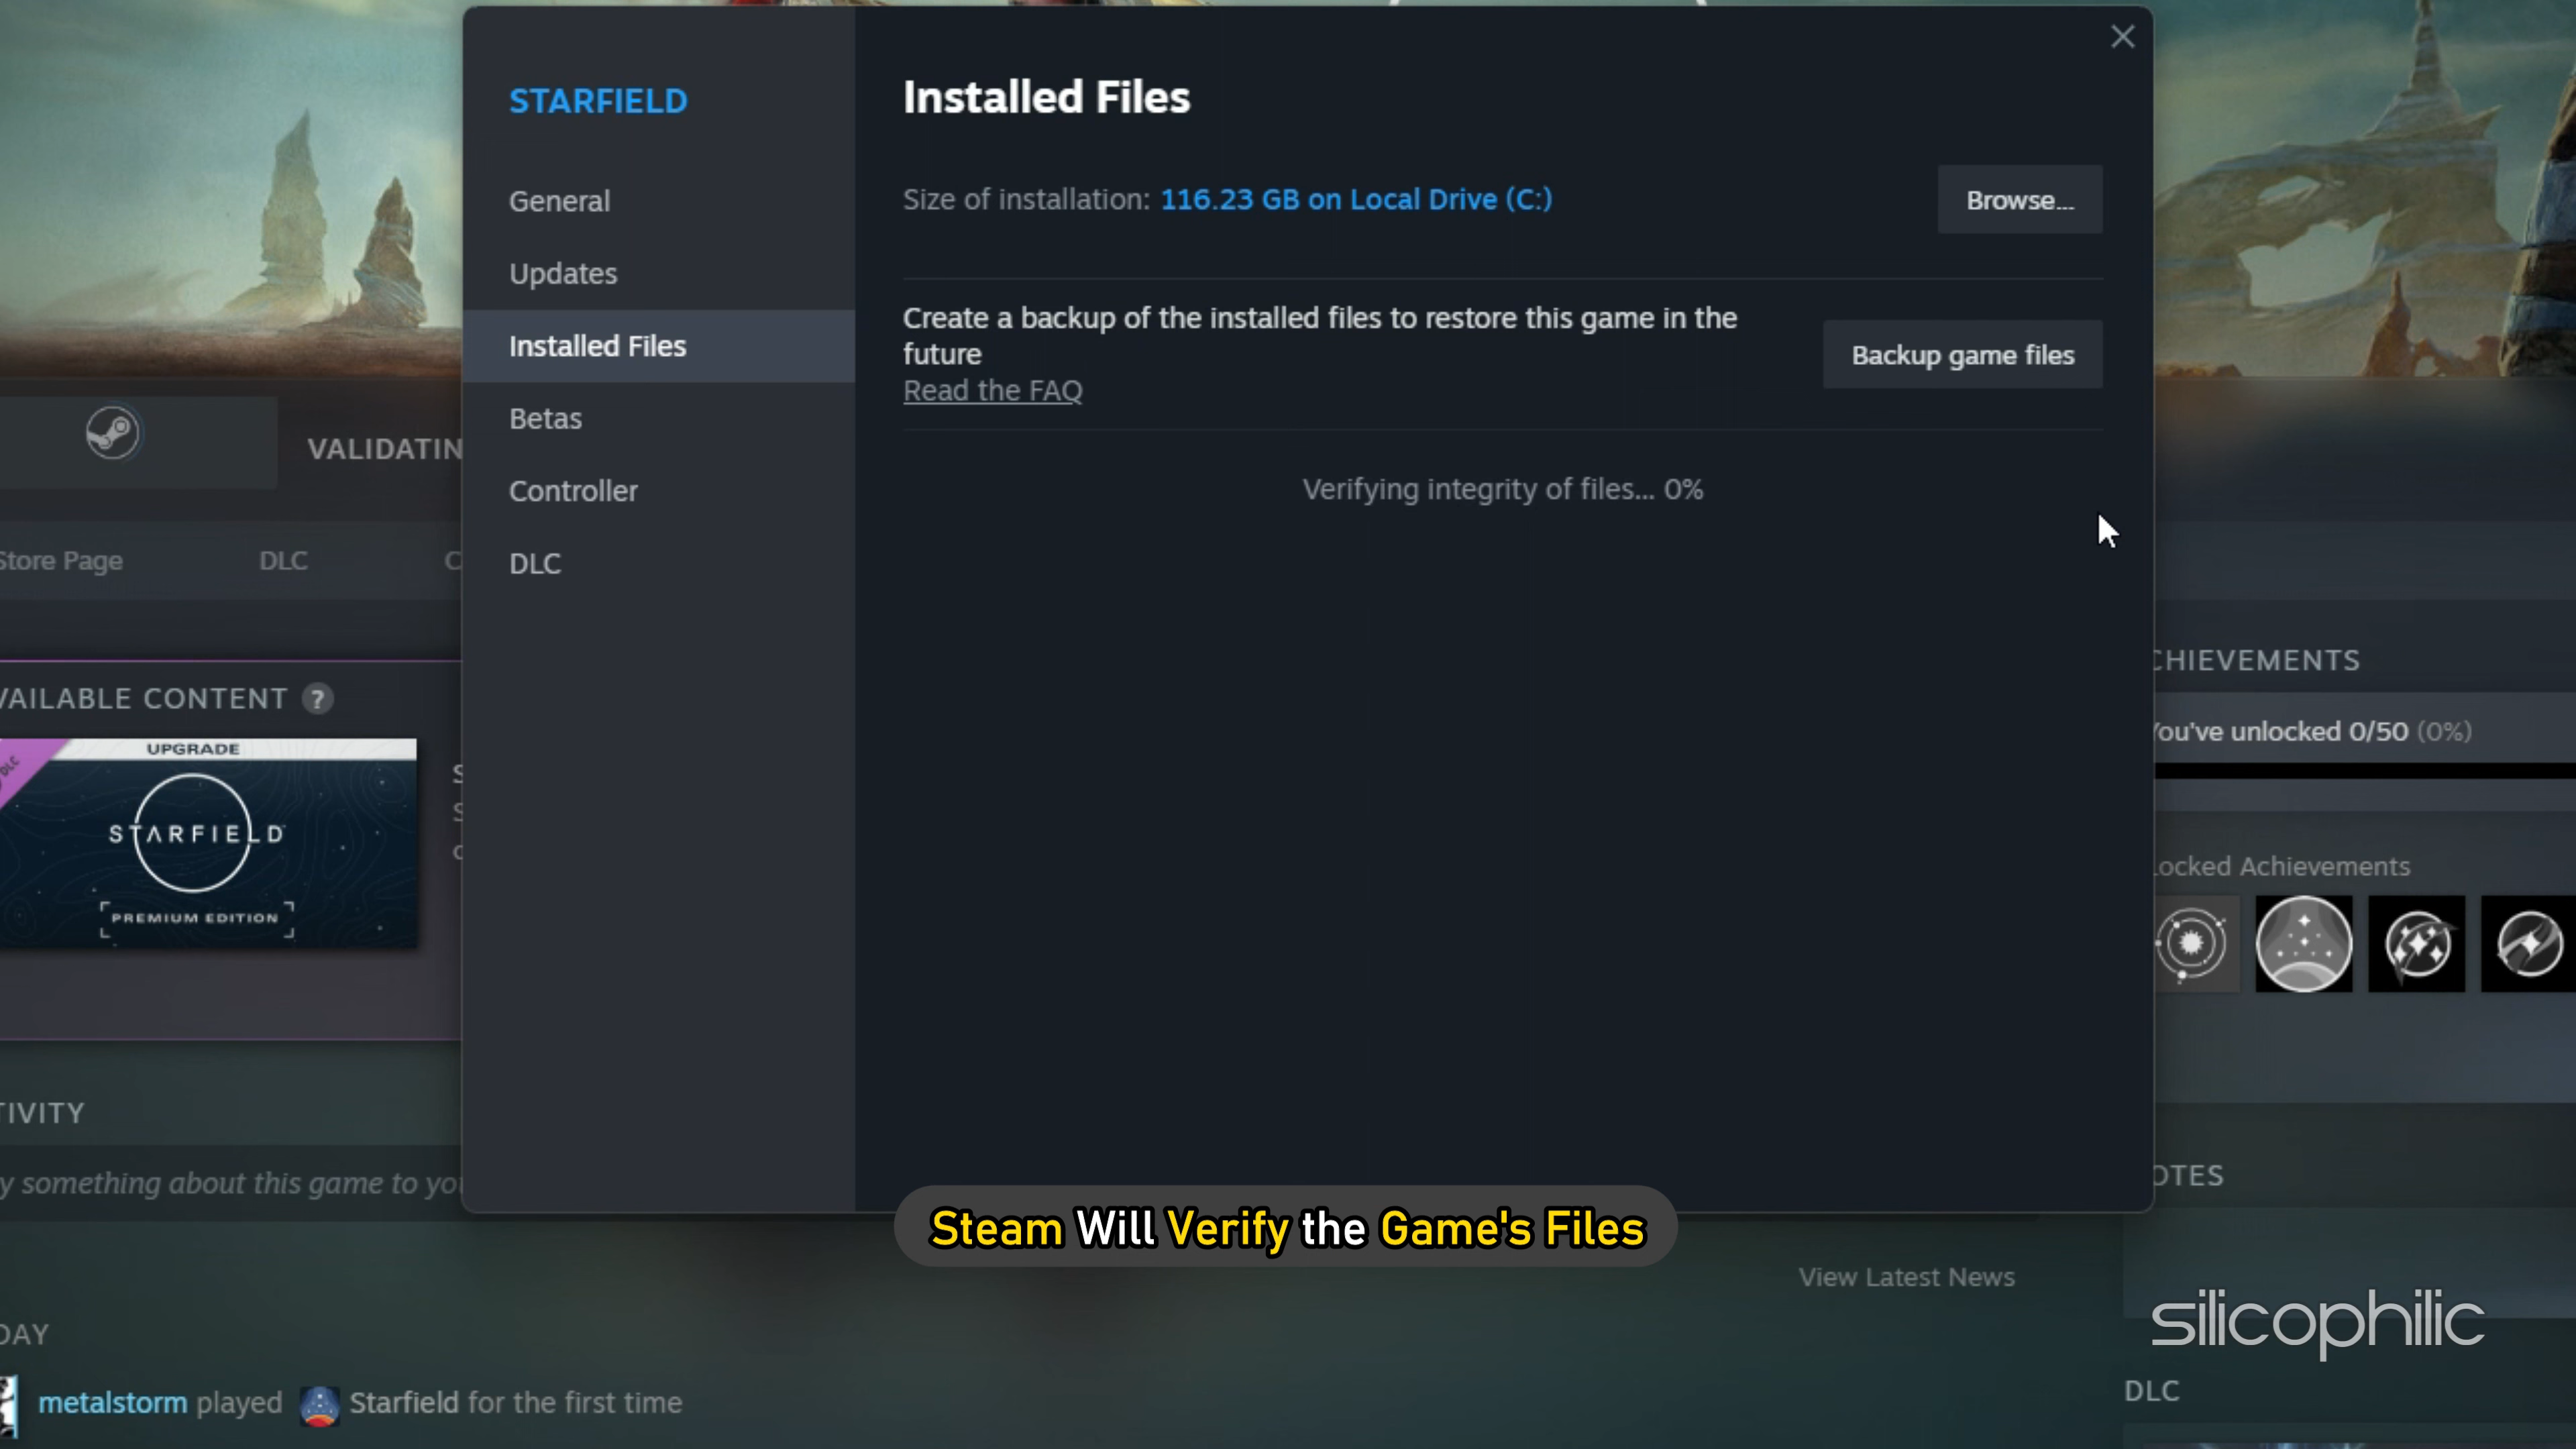 STARFIELD
General
Updates
Installed Files
Betas
Controller
DLC
Installed Files
Size of installation: 116.23 GB on Local Drive (C:)
Browse...
Create a backup of the installed files to restore this game in the
future
Read the FAQ
Backup game files
Verifying integrity of files... 0%
VALIDATIN
Store Page
DLC
C
VAILABLE CONTENT ?
DLC
UPGRADE
STARFIELD
PREMIUM EDITION
TIVITY
y something about this game to yo
DAY
metalstorm played Starfield for the first time
CHIEVEMENTS
You've unlocked 0/50 (0%)
Locked Achievements
OTES
Steam Will Verify the Game's Files
View Latest News
silicophilic
DLC